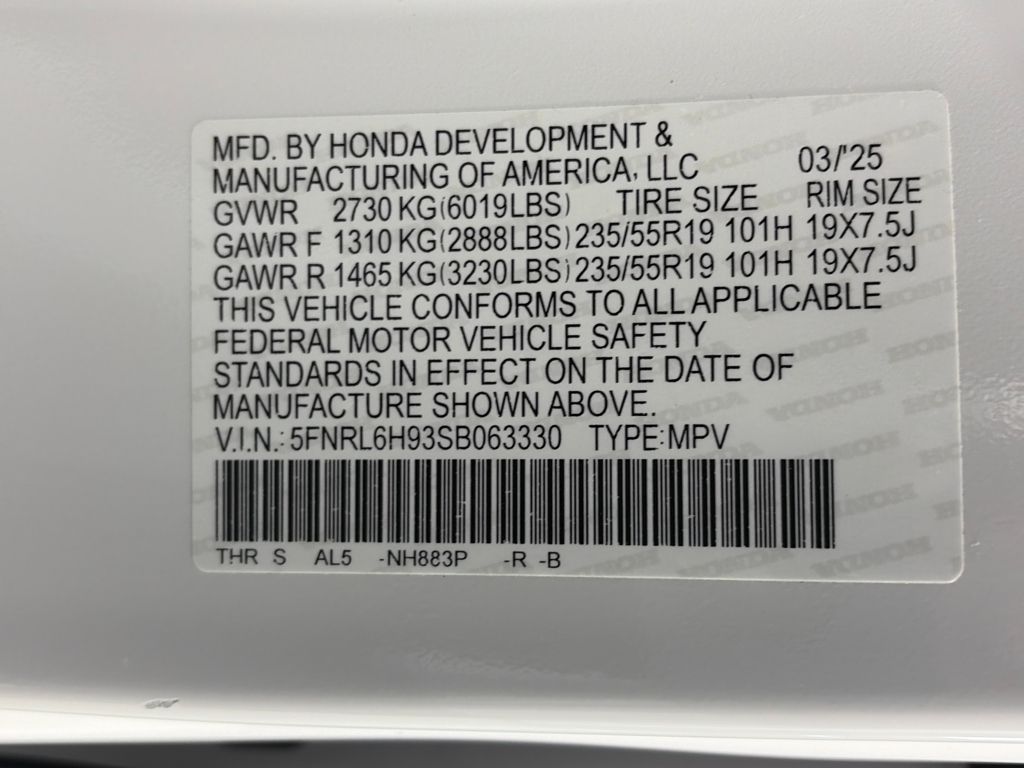 MFD. BY HONDA DEVELOPMENT &
MANUFACTURING OF AMERICA, LLC 03/'25
GVWR 2730 KG(6019LBS) TIRE SIZE RIM SIZE
GAWR F 1310 KG(2888LBS) 235/55R19 101H 19X7.5J
GAWR R 1465 KG(3230LBS) 235/55R19 101H 19X7.5J
THIS VEHICLE CONFORMS TO ALL APPLICABLE
FEDERAL MOTOR VEHICLE SAFETY
STANDARDS IN EFFECT ON THE DATE OF
MANUFACTURE SHOWN ABOVE.
V.I.N.: 5FNRL6H93SB063330 TYPE:MPV
THR S AL5 -NH883P -R -B